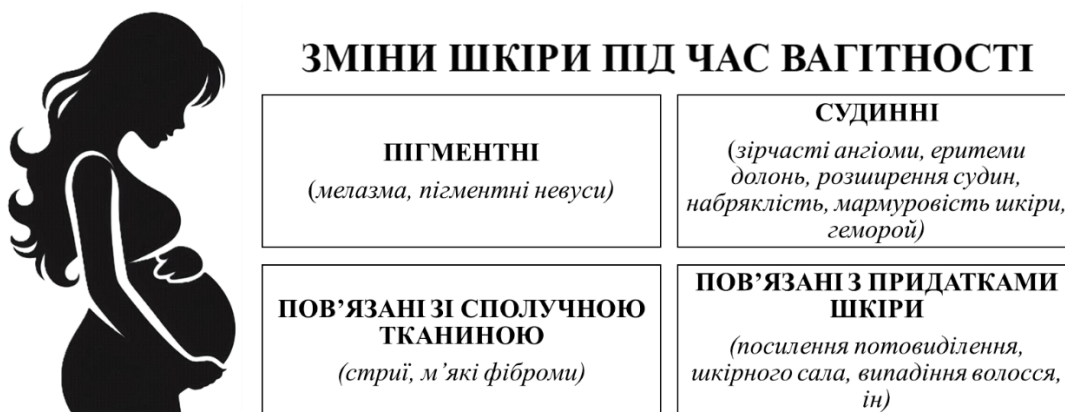 ЗМІНИ ШКІРИ ПІД ЧАС ВАГІТНОСТІ
ПІГМЕНТНІ
(мелазма, пігментні невуси)
СУДИННІ
(зірчасті ангіоми, еритеми
долонь, розширення судин,
набряклість, мармуровість шкіри,
геморой)
ПОВ’ЯЗАНІ ЗІ СПОЛУЧНОЮ
ТКАНИНОЮ
(стриї, м’які фіброми)
ПОВ’ЯЗАНІ З ПРИДАТКАМИ
ШКІРИ
(посилення потовиділення,
шкірного сала, випадіння волосся,
ін)